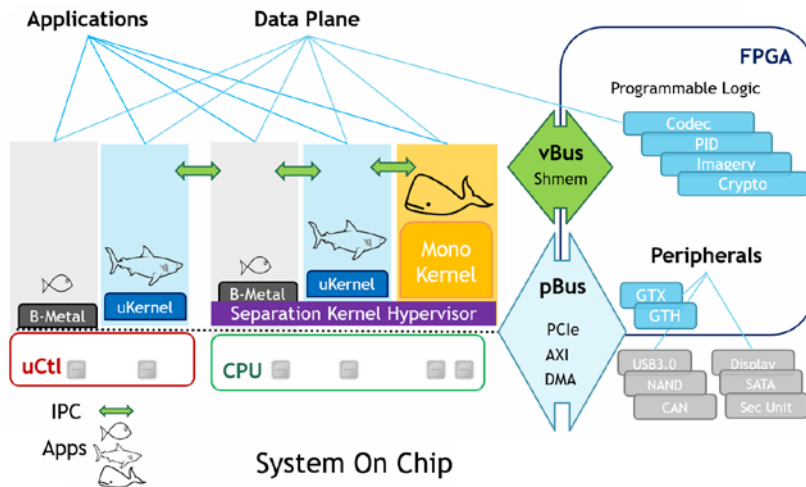 Applications
Data Plane
FPGA
Programmable Logic
Codec
PID
Imagery
Crypto
vBus
Shmem
Mono
Kernel
B-Metal
uKernel
B-Metal
uKernel
Separation Kernel Hypervisor
pBus
PCIe
AXI
DMA
Peripherals
GTX
GTH
USB3.0
NAND
CAN
Display
SATA
Sec Unit
uCtl
CPU
IPC
Apps
System On Chip